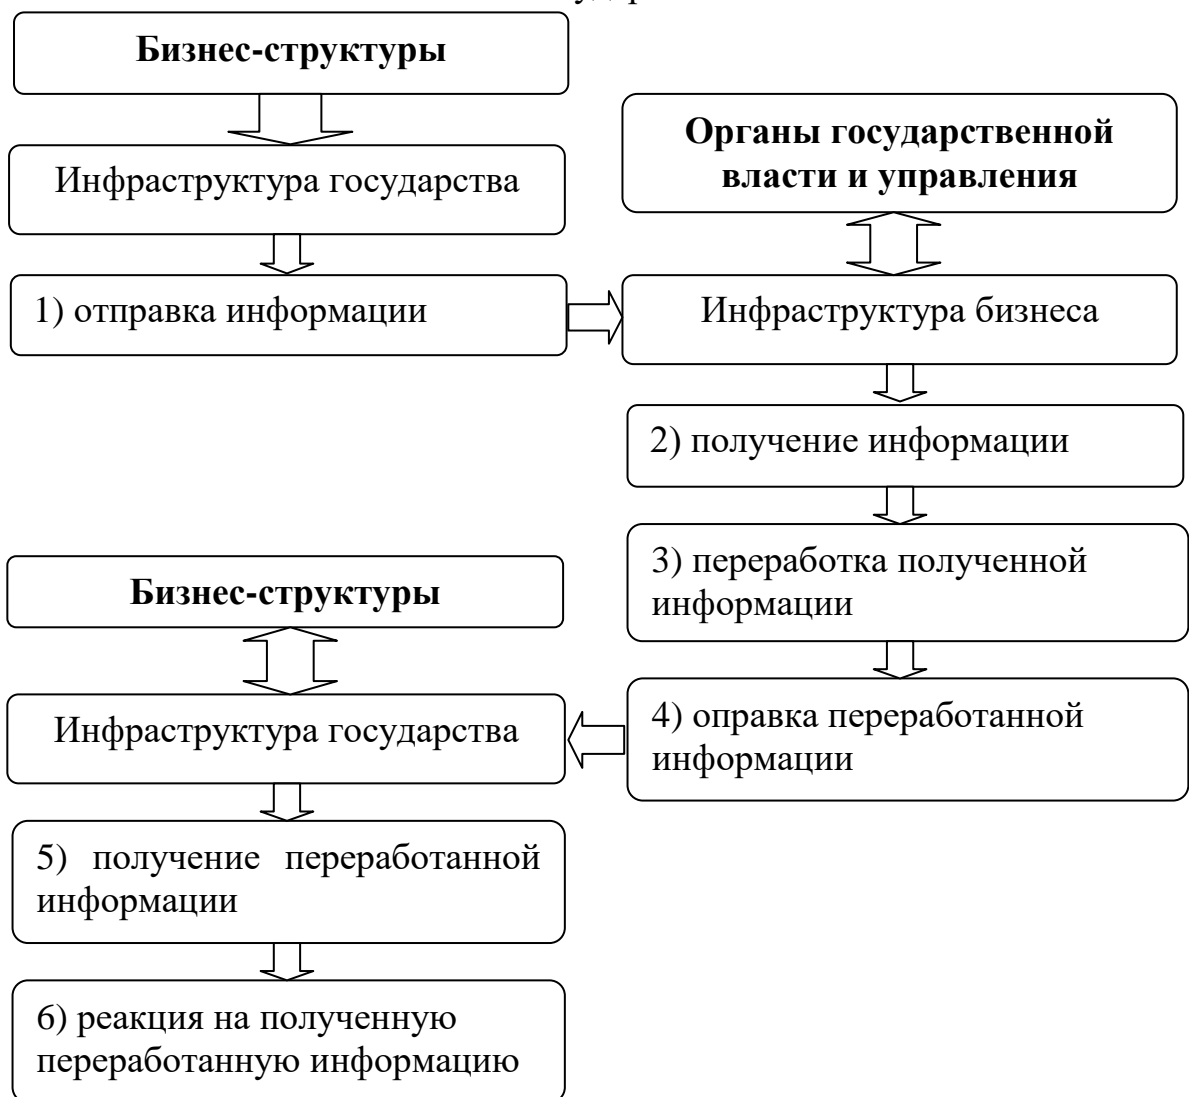 Бизнес-структуры
Инфраструктура государства
1) отправка информации
Органы государственной
власти и управления
Инфраструктура бизнеса
2) получение информации
3) переработка полученной
информации
4) оправка переработанной
информации
Бизнес-структуры
Инфраструктура государства
5) получение переработанной
информации
6) реакция на полученную
переработанную информацию